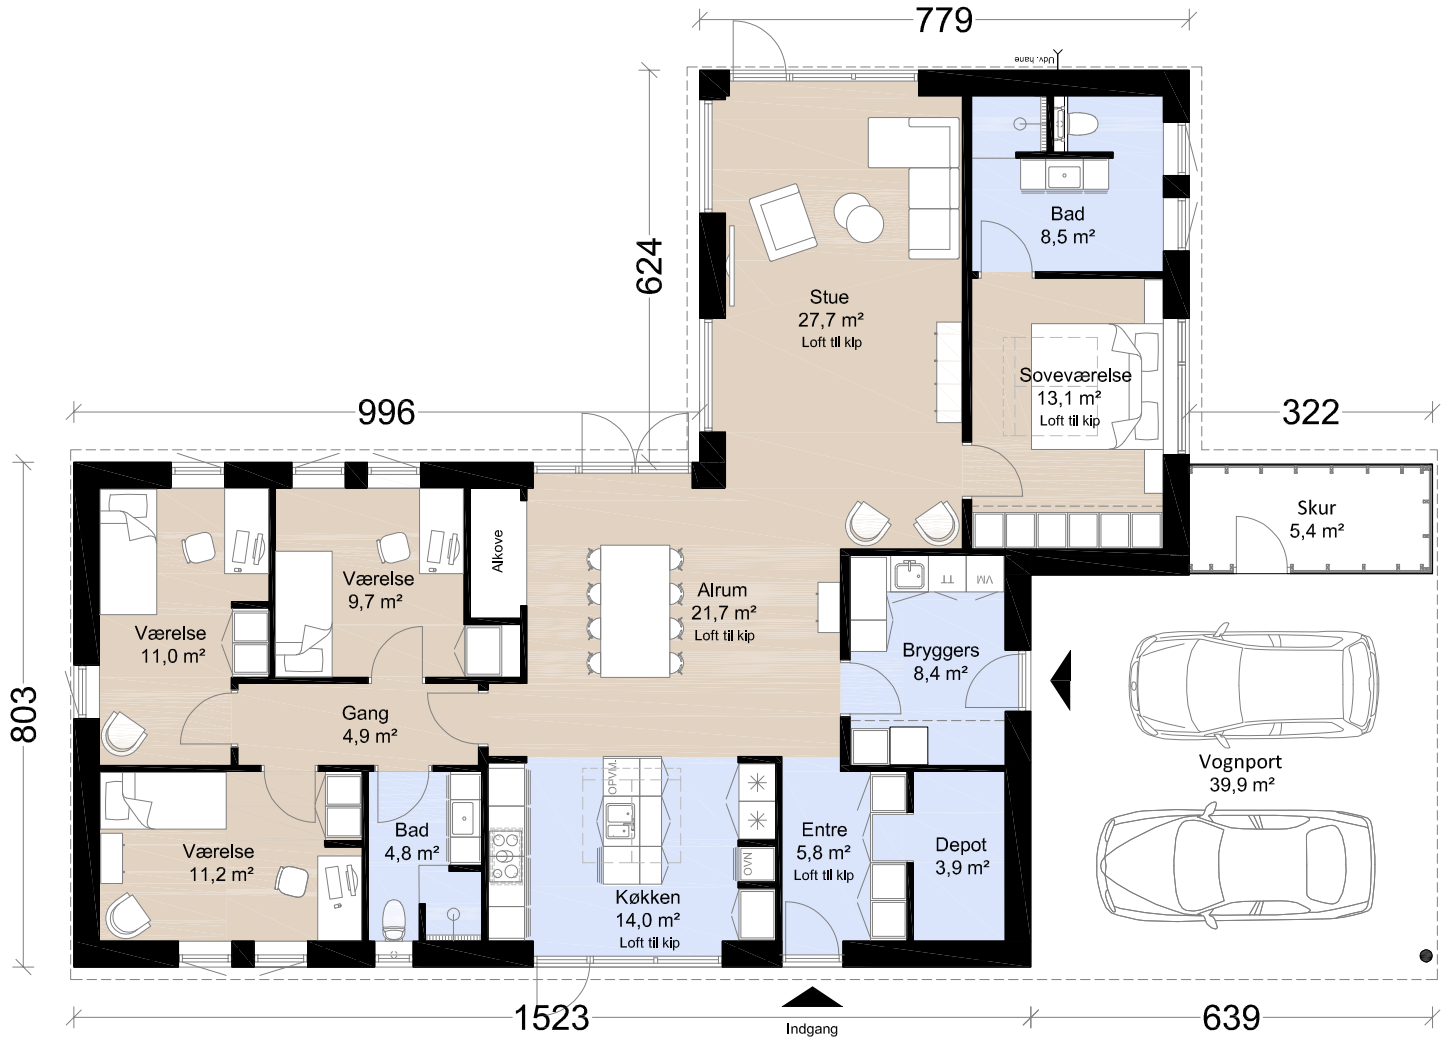 779
Udv. hane
624
Bad
8,5 m²
Stue
27,7 m²
Loft til kip
Soveværelse
13,1 m²
Loft til kip
996
322
Skur
5,4 m²
Alkove
Værelse
9,7 m²
Værelse
11,0 m²
Alrum
21,7 m²
Loft til kip
TT
VM
Bryggers
8,4 m²
803
Gang
4,9 m²
Vognport
39,9 m²
OPVM.
Bad
4,8 m²
Entre
5,8 m²
Loft til kip
Depot
3,9 m²
Værelse
11,2 m²
OVN
Køkken
14,0 m²
Loft til kip
1523
Indgang
639